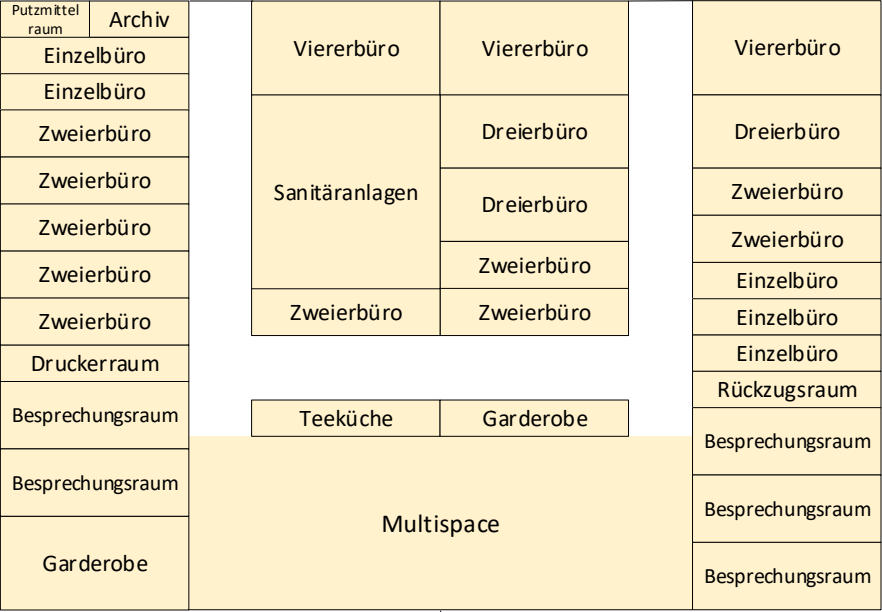 Putzmittel
raum
Archiv
Einzelbüro
Einzelbüro
Zweierbüro
Zweierbüro
Zweierbüro
Zweierbüro
Zweierbüro
Druckerraum
Besprechungsraum
Besprechungsraum
Garderobe
Viererbüro
Viererbüro
Sanitäranlagen
Dreierbüro
Dreierbüro
Zweierbüro
Zweierbüro
Zweierbüro
Teeküche
Garderobe
Multispace
Viererbüro
Dreierbüro
Zweierbüro
Zweierbüro
Einzelbüro
Einzelbüro
Einzelbüro
Rückzugsraum
Besprechungsraum
Besprechungsraum
Besprechungsraum